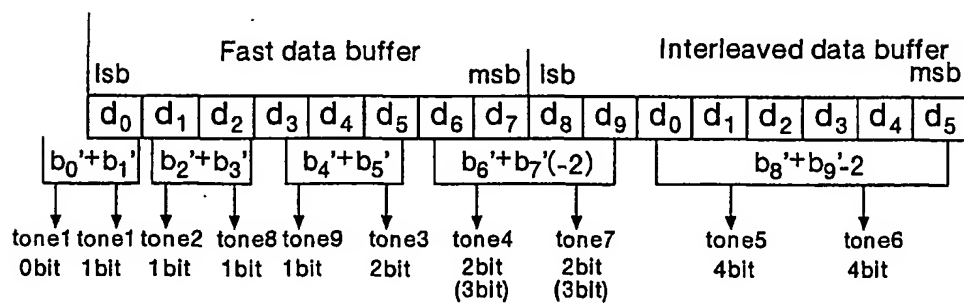 Fast data buffer Interleaved data buffer
lsb msb lsb msb
d0 d1 d2 d3 d4 d5 d6 d7 d8 d9 d0 d1 d2 d3 d4 d5
b0'+b1' b2'+b3' b4'+b5' b6'+b7'(-2) b8'+b9'-2
tone1 tone1 tone2 tone8 tone9 tone3 tone4 tone7 tone5 tone6
0bit 1bit 1bit 1bit 1bit 2bit 2bit 2bit 4bit 4bit
(3bit) (3bit)